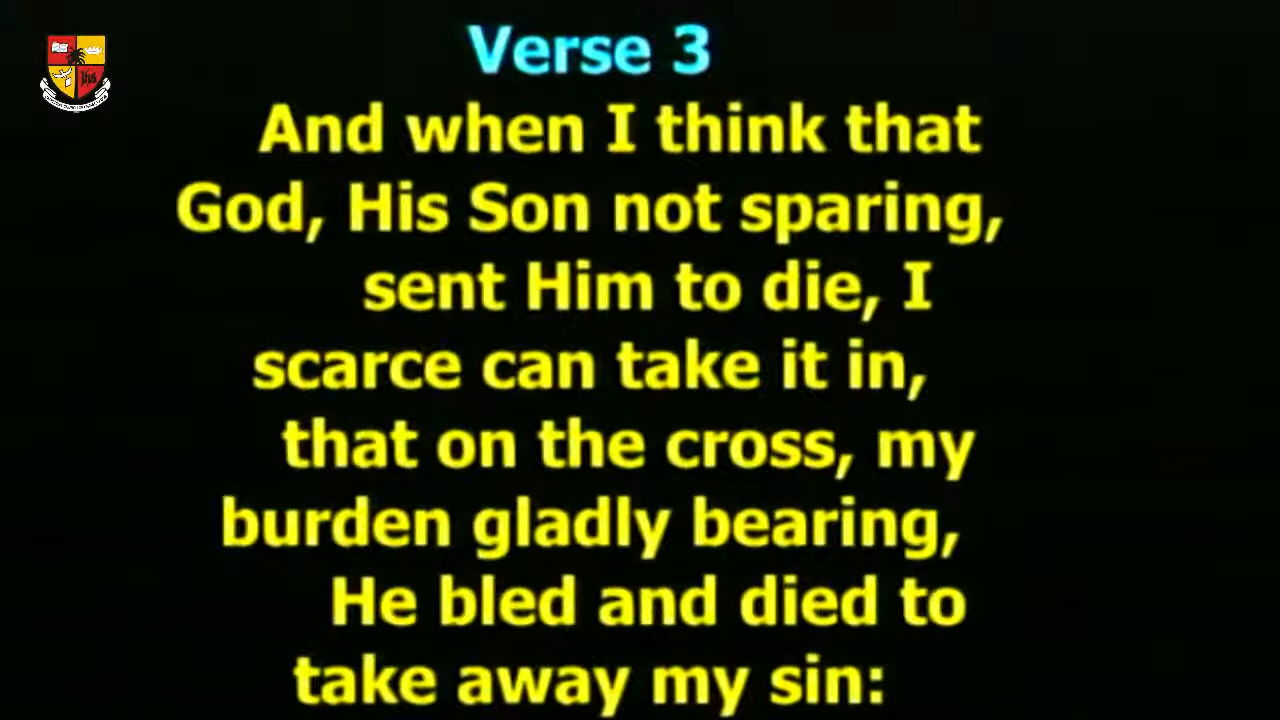 Verse 3
And when I think that
God, His Son not sparing,
sent Him to die, I
scarce can take it in,
that on the cross, my
burden gladly bearing,
He bled and died to
take away my sin: